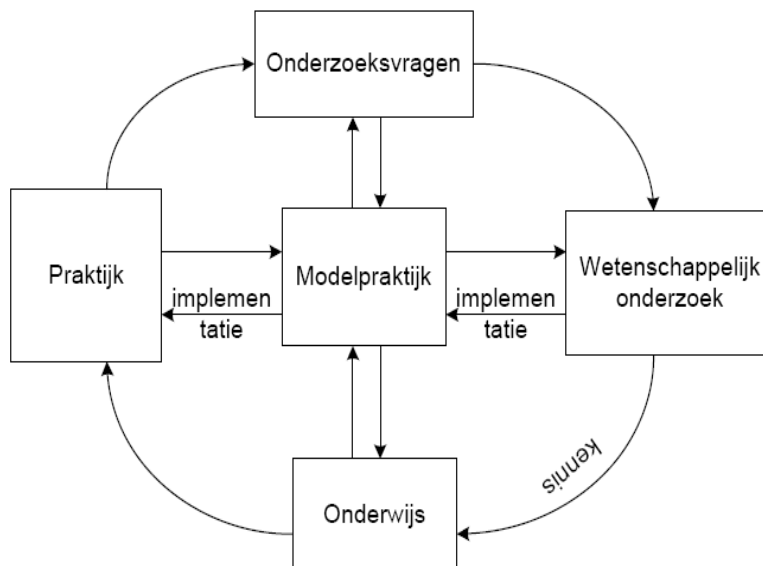 Onderzoeksvragen
Praktijk
implemen
tatie
Modelpraktijk
implemen
tatie
Wetenschappelijk
onderzoek
kennis
Onderwijs